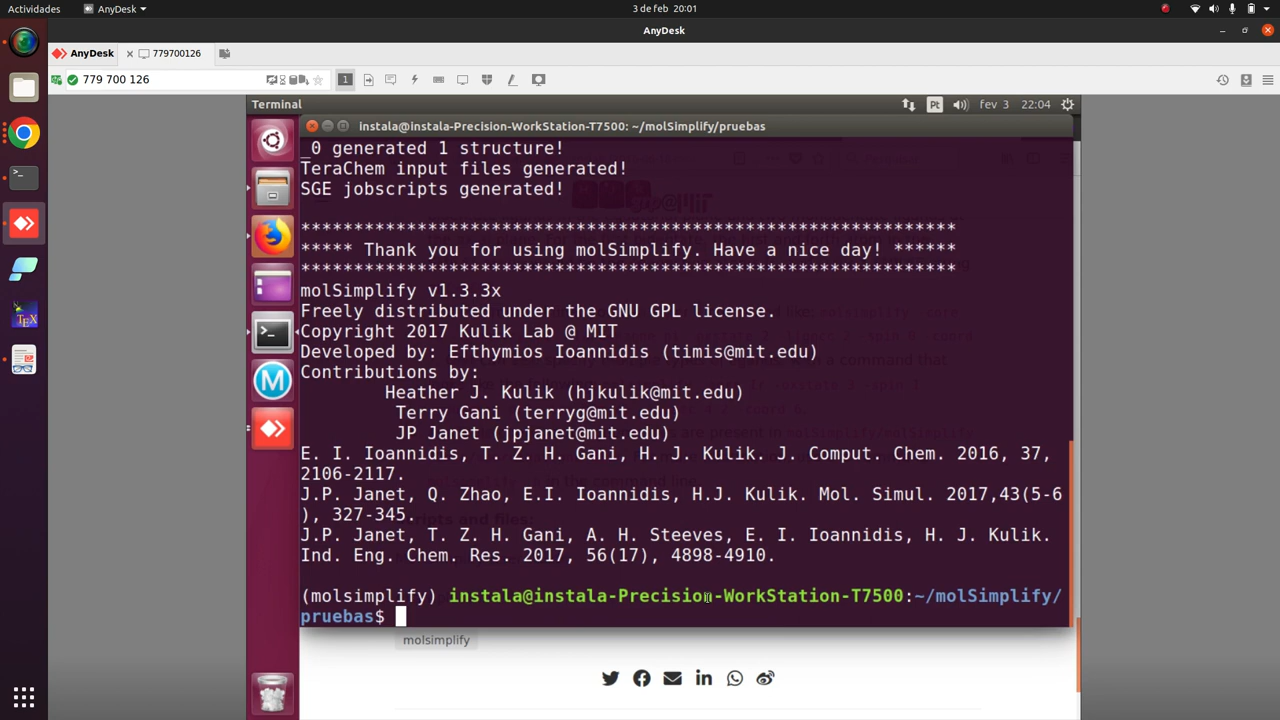 Actividades
AnyDesk
3 de feb 20:01
AnyDesk
AnyDesk
779700126
779 700 126
1
Terminal
Pt
fev 3
22:04
instala@instala-Precision-WorkStation-T7500: ~/molSimplify/pruebas
_0 generated 1 structure!
TeraChem input files generated!
SGE jobscripts generated!
**************************************************************
***** Thank you for using molSimplify. Have a nice day! ******
**************************************************************
molSimplify v1.3.3x
Freely distributed under the GNU GPL license.
Copyright 2017 Kulik Lab @ MIT
Developed by: Efthymios Ioannidis (timis@mit.edu)
Contributions by:
Heather J. Kulik (hjkulik@mit.edu)
Terry Gani (terryg@mit.edu)
JP Janet (jpjanet@mit.edu)
E. I. Ioannidis, T. Z. H. Gani, H. J. Kulik. J. Comput. Chem. 2016, 37,
2106-2117.
J.P. Janet, Q. Zhao, E.I. Ioannidis, H.J. Kulik. Mol. Simul. 2017,43(5-6
), 327-345.
J.P. Janet, T. Z. H. Gani, A. H. Steeves, E. I. Ioannidis, H. J. Kulik.
Ind. Eng. Chem. Res. 2017, 56(17), 4898-4910.
(molsimplify) instala@instala-Precision-WorkStation-T7500:~/molSimplify/
pruebas$
molsimplify